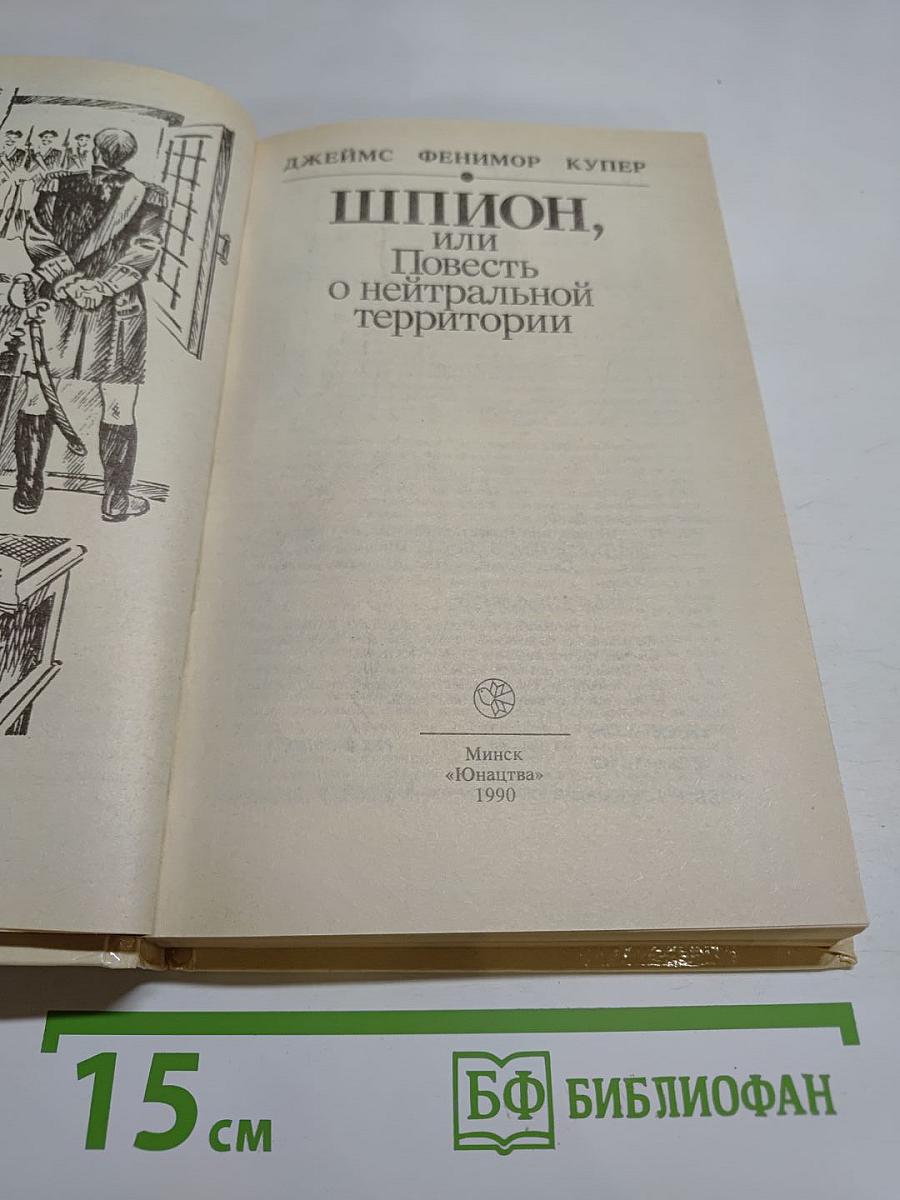 ДЖЕЙМС ФЕНИМОР КУПЕР
ШПИОН,
или
Повесть
о нейтральной
территории
Минск
«Юнацтва»
1990
15 см
БФ БИБЛИОФАН